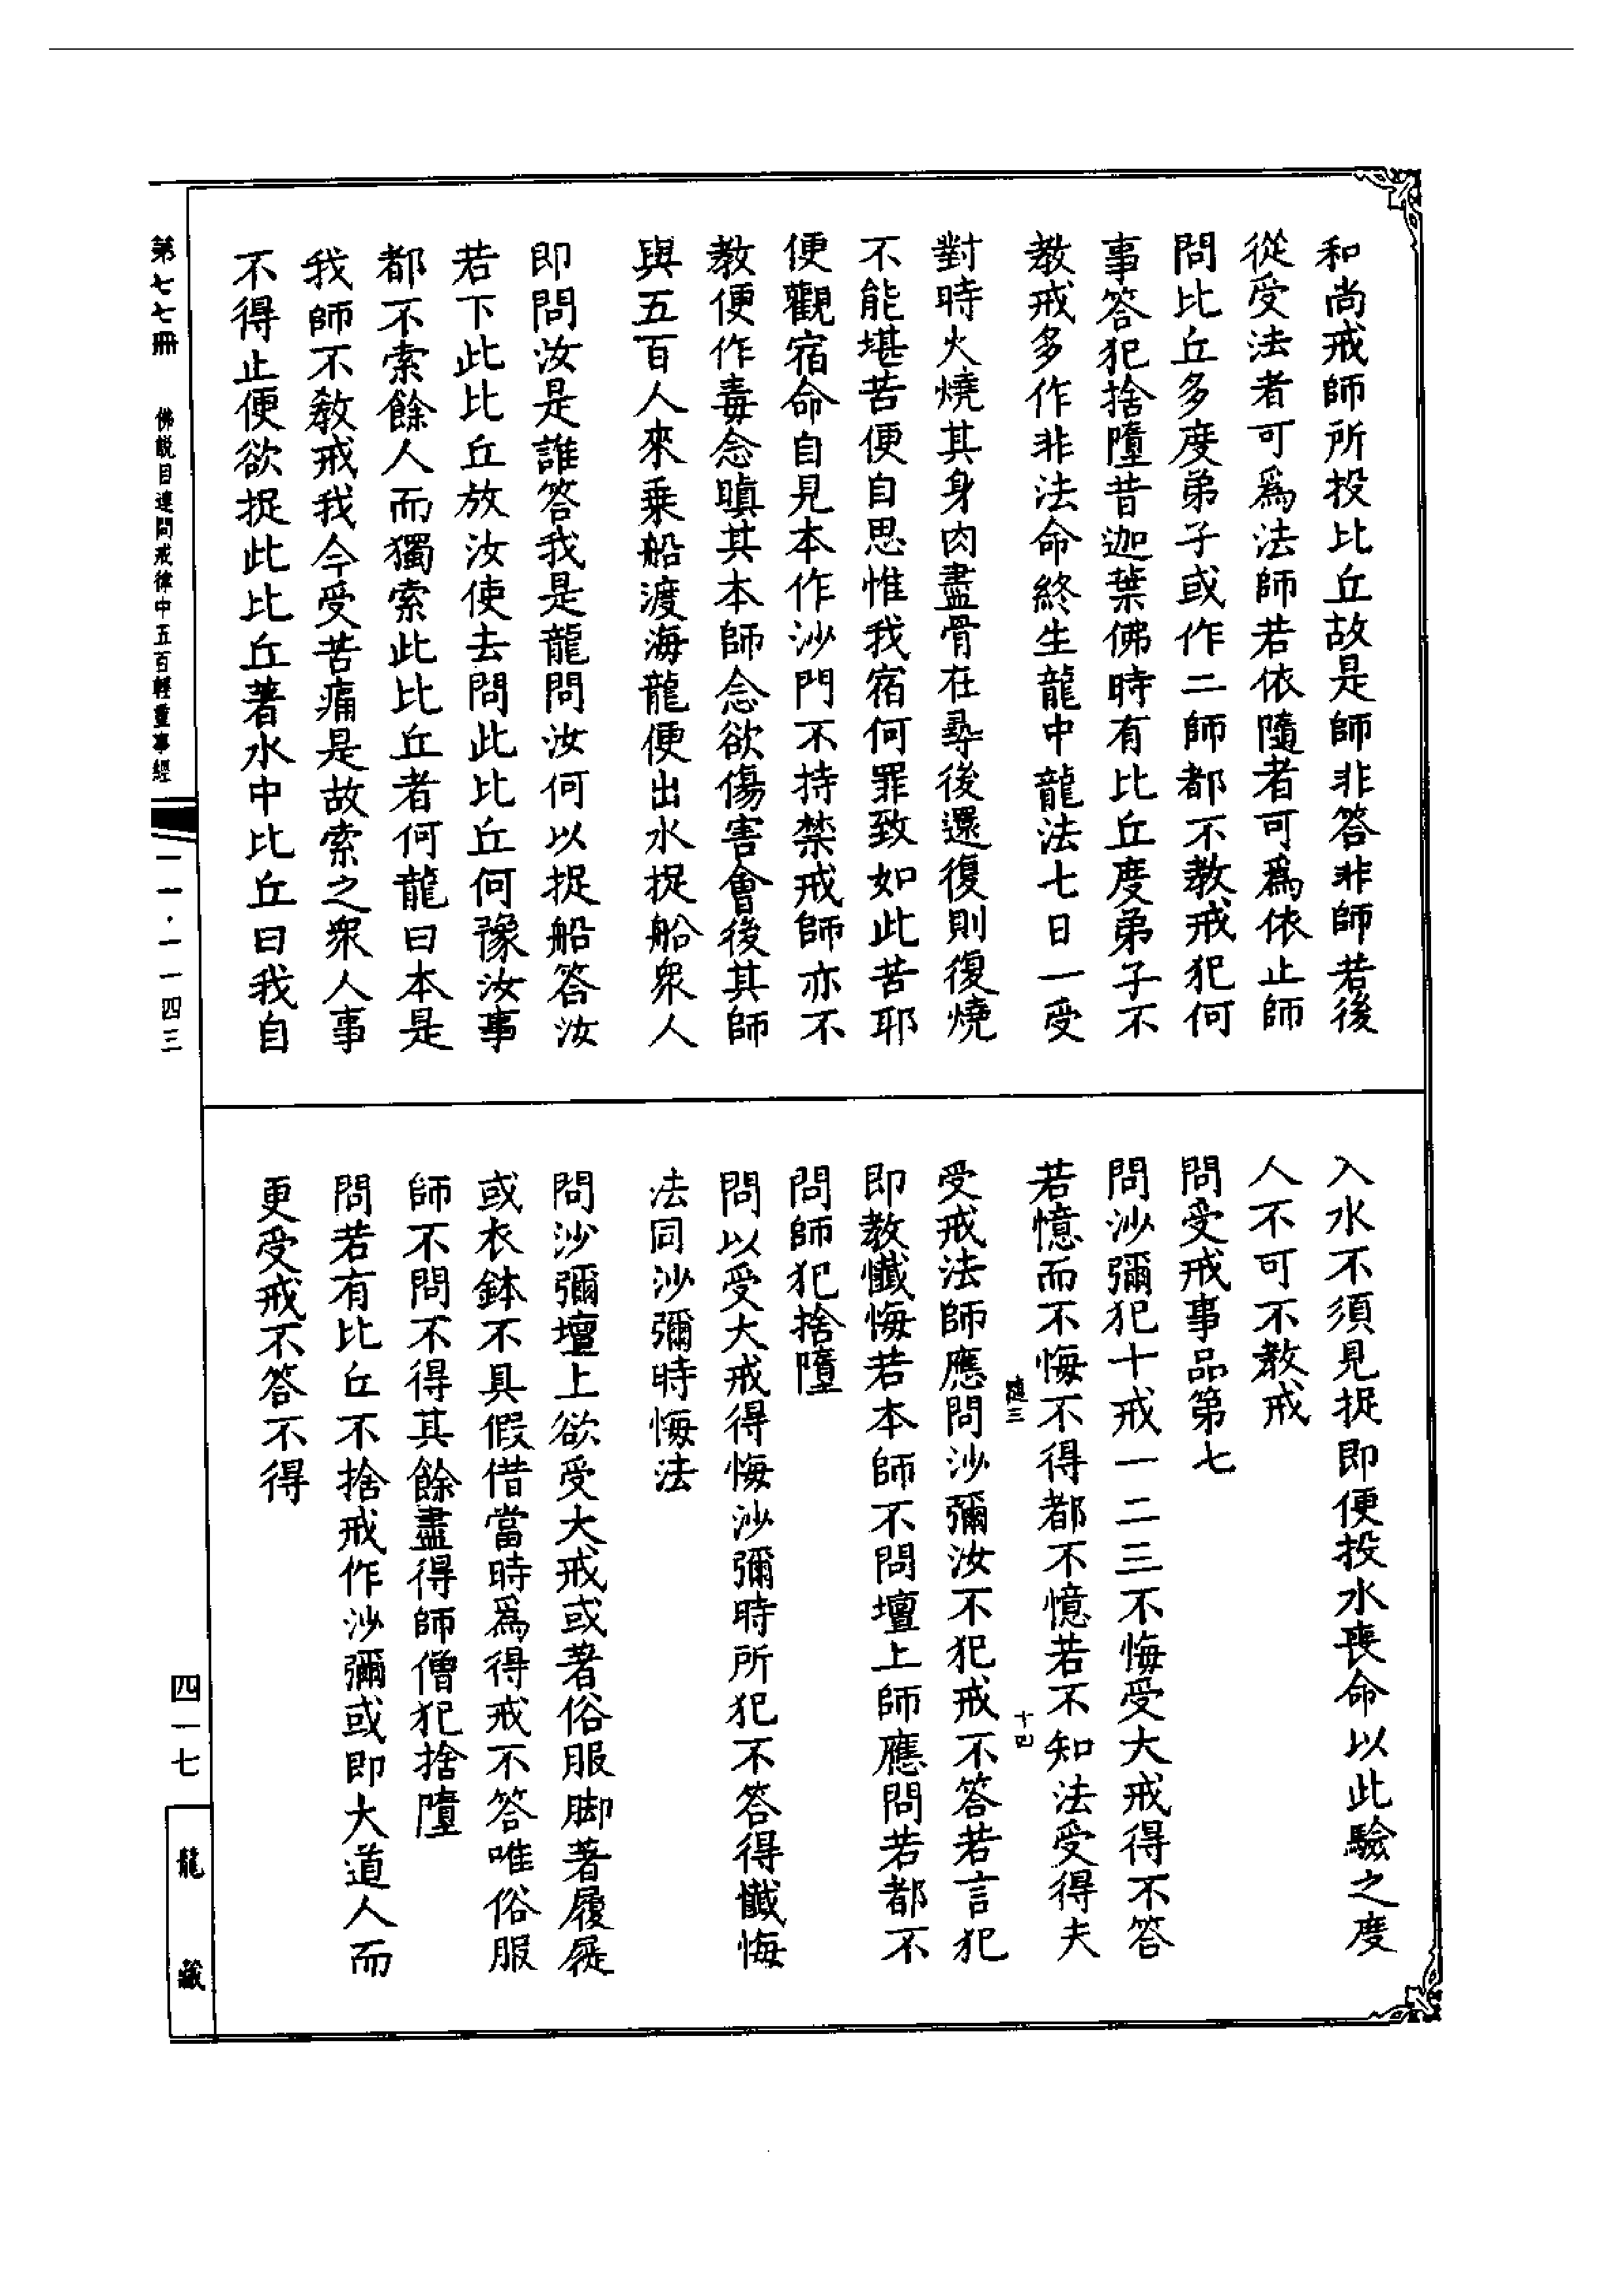 和尚戒師所投比丘故是師非答非師若後
從受法者可爲法師若依隨者可爲依止師
問比丘多度弟子或作二師都不教戒犯何
事答犯捨墮昔迦葉佛時有比丘度弟子不
教戒多作非法命終生龍中龍法七日一受
對時火燒其身肉盡骨在尋後還復則復燒
不能堪苦便自思惟我宿何罪致如此苦耶
便觀宿命自見本作沙門不持禁戒師亦不
教便作毒念瞋其本師念欲傷害會後其師
與五百人來乗船渡海龍便出水捉船衆人
即問汝是誰答我是龍問汝何以捉船答汝
若下此比丘放汝使去問此比丘何豫汝事
都不索餘人而獨索此比丘者何龍曰本是
我師不敎戒我今受苦痛是故索之衆人事
不得止便欲捉此比丘著水中比丘曰我自
入水不須見捉即便投水喪命以此驗之度
人不可不教戒
問受戒事品第七
問沙彌犯十戒一二三不悔受大戒得不答
若憶而不悔不得都不憶若不知法受得夫
隨三 十四
受戒法師應問沙彌汝不犯戒不答若言犯
即教懺悔若本師不問壇上師應問若都不
問師犯捨墮
問以受大戒得悔沙彌時所犯不答得懺悔
法同沙彌時悔法
問沙彌壇上欲受大戒或著俗服脚著履屣
或衣鉢不具假借當時爲得戒不答唯俗服
師不問不得其餘盡得師僧犯捨墮
問若有比丘不捨戒作沙彌或即大道人而
更受戒不答不得
第七七冊 佛説目連問戒律中五百輕重事經
一一·一一四三
四一七
龍藏